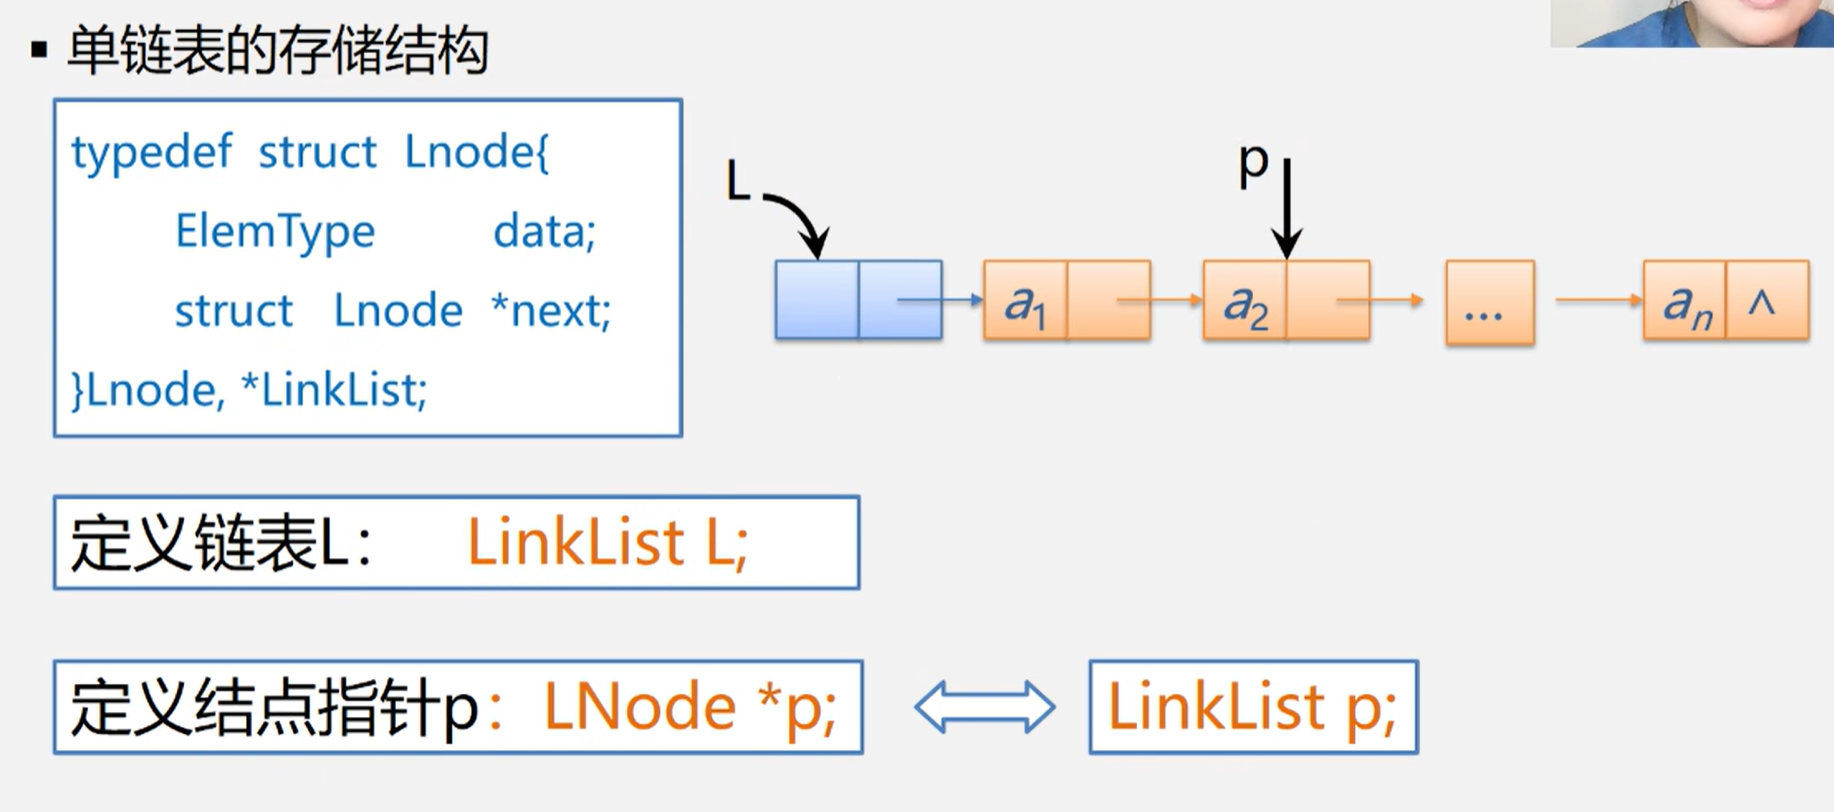 ▪ 单链表的存储结构
typedef struct Lnode{
ElemType data;
struct Lnode *next;
}Lnode, *LinkList;
L
p
a₁
a₂
...
aₙ ∧
定义链表L： LinkList L;
定义结点指针p：LNode *p;
LinkList p;